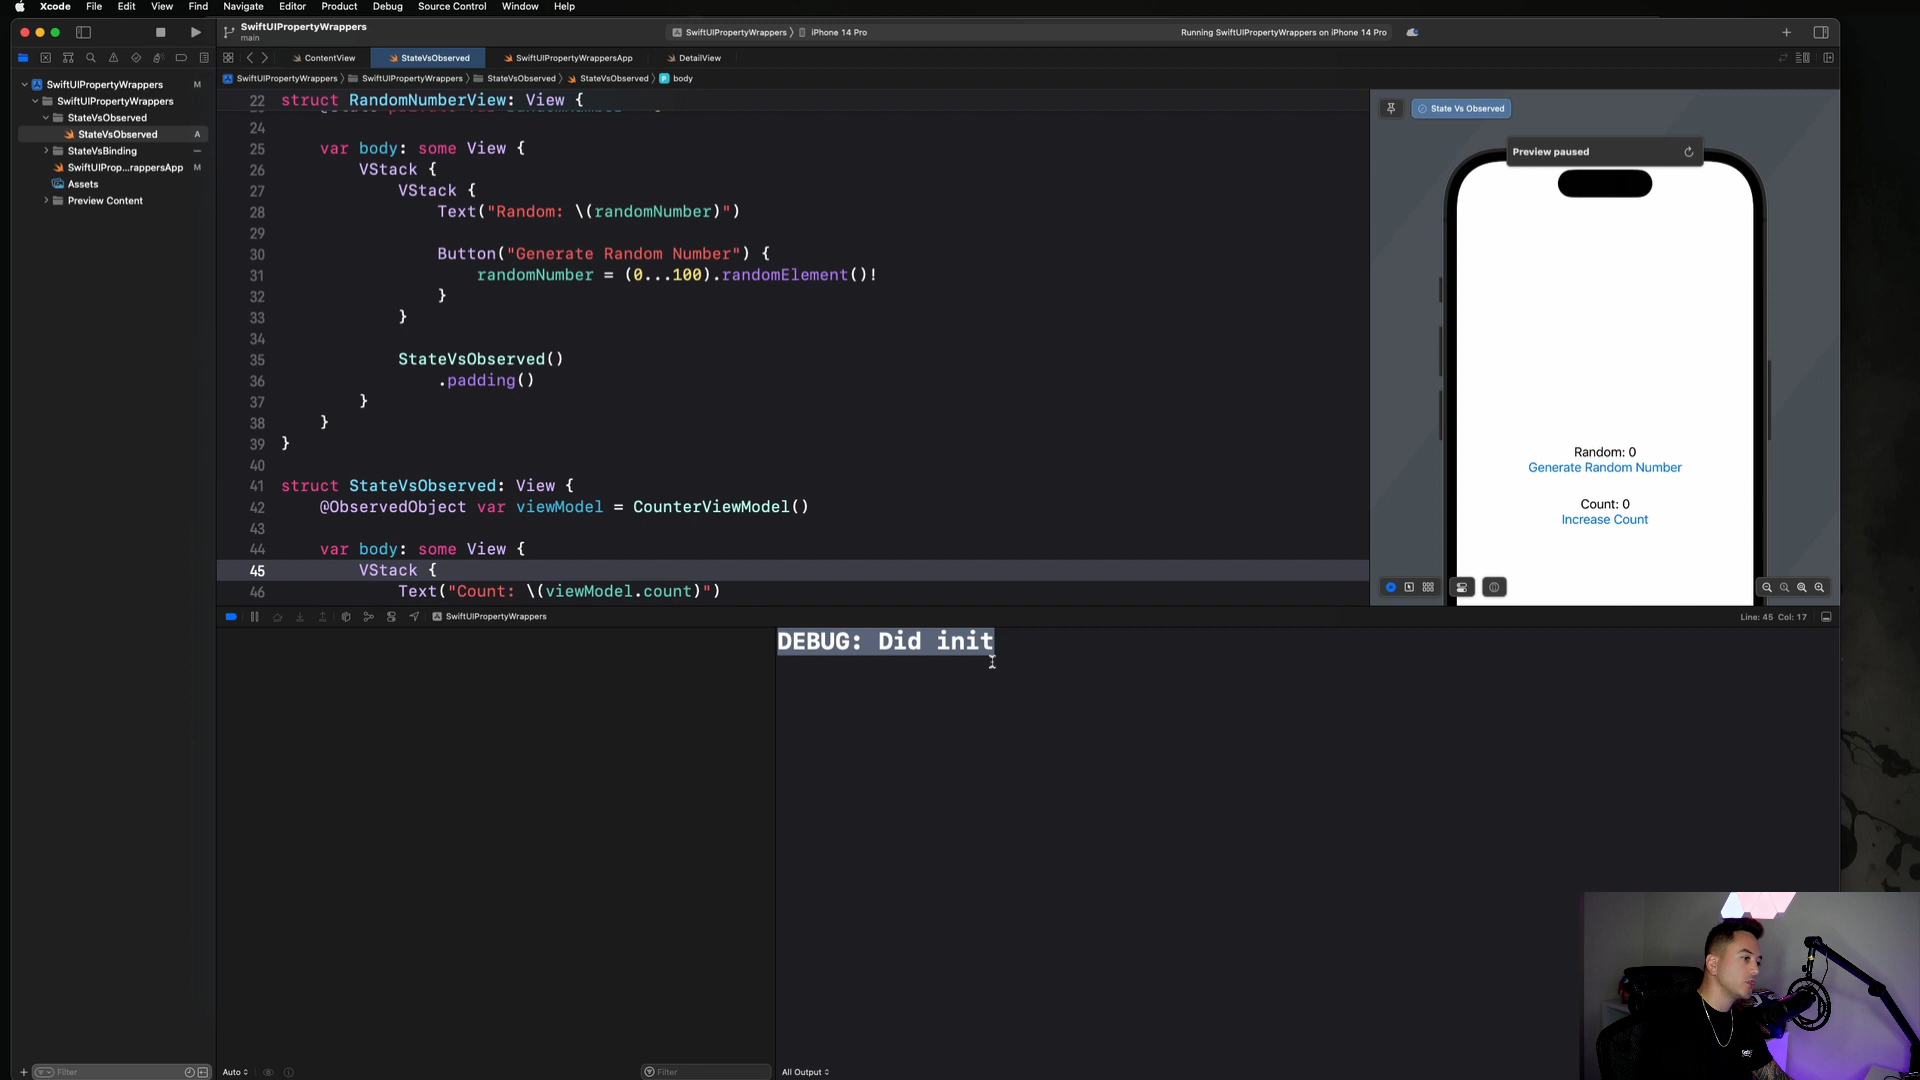 Xcode File Edit View Find Navigate Editor Product Debug Source Control Window Help
SwiftUIPropertyWrappers
main
SwiftUIPropertyWrappers iPhone 14 Pro
Running SwiftUIPropertyWrappers on iPhone 14 Pro
ContentView StateVsObserved SwiftUIPropertyWrappersApp DetailView
SwiftUIPropertyWrappers SwiftUIPropertyWrappers StateVsObserved StateVsObserved body
SwiftUIPropertyWrappers M
SwiftUIPropertyWrappers
StateVsObserved
StateVsObserved A
StateVsBinding
SwiftUIProp...rappersApp M
Assets
Preview Content
22 struct RandomNumberView: View {
24
25 var body: some View {
26 VStack {
27 VStack {
28 Text("Random: \(randomNumber)")
29
30 Button("Generate Random Number") {
31 randomNumber = (0...100).randomElement()!
32 }
33 }
34
35 StateVsObserved()
36 .padding()
37 }
38 }
39 }
40
41 struct StateVsObserved: View {
42 @ObservedObject var viewModel = CounterViewModel()
43
44 var body: some View {
45 VStack {
46 Text("Count: \(viewModel.count)")
State Vs Observed
Preview paused
Random: 0
Generate Random Number
Count: 0
Increase Count
SwiftUIPropertyWrappers
Line: 45 Col: 17
DEBUG: Did init
Filter
Auto
Filter
All Output